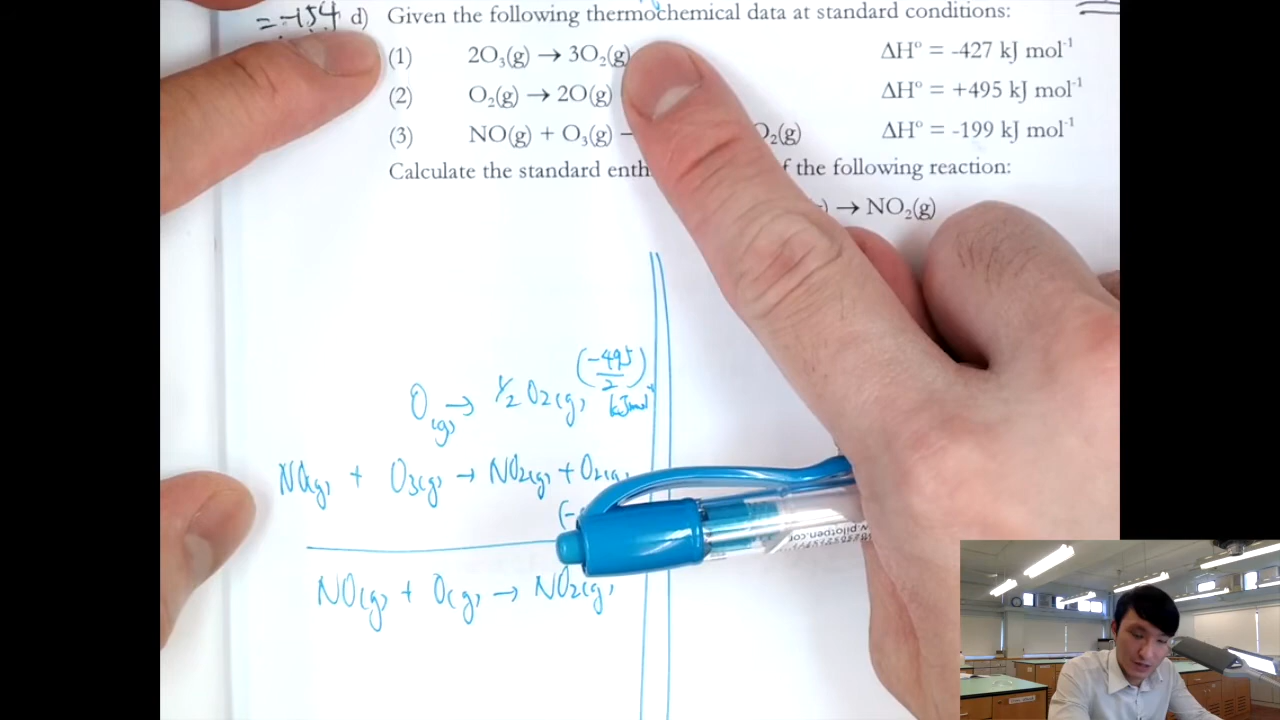 = -154 d) Given the following thermochemical data at standard conditions:
(1) 2O₃(g) → 3O₂(g) ΔH° = -427 kJ mol⁻¹
(2) O₂(g) → 2O(g) ΔH° = +495 kJ mol⁻¹
(3) NO(g) + O₃(g) O₂(g) ΔH° = -199 kJ mol⁻¹
Calculate the standard the following reaction:
→ NO₂(g)
(-495/2)
O(g) → 1/2 O2(g) kJmol⁻¹
NO(g) + O3(g) → NO2(g) + O2(g)
(-
NO(g) + O(g) → NO2(g)